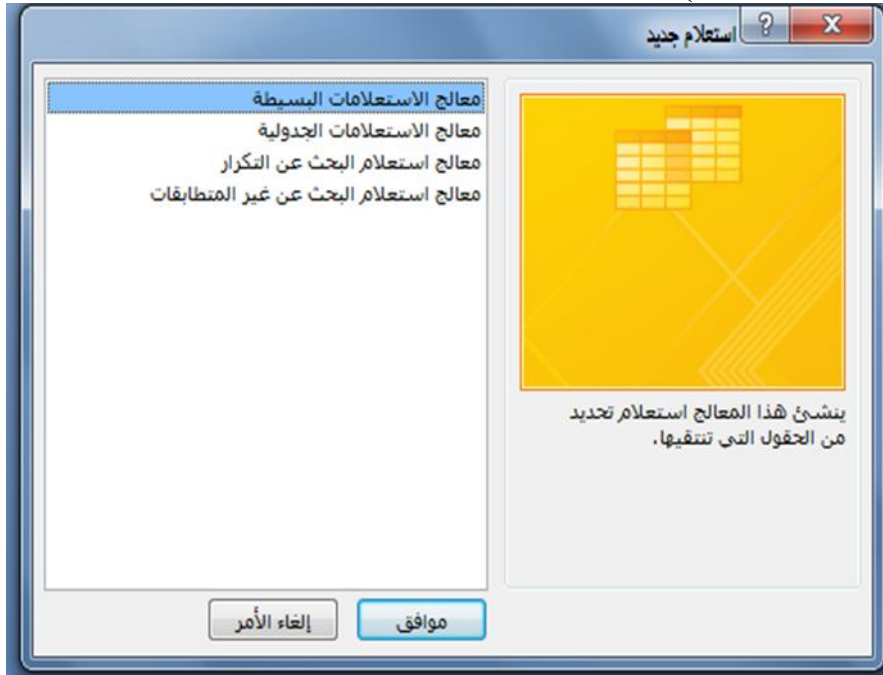 استعلام جديد
ينشئ هذا المعالج استعلام تحديد
من الحقول التي تنتقيها.
معالج الاستعلامات البسيطة
معالج الاستعلامات الجدولية
معالج استعلام البحث عن التكرار
معالج استعلام البحث عن غير المتطابقات
موافق
إلغاء الأمر